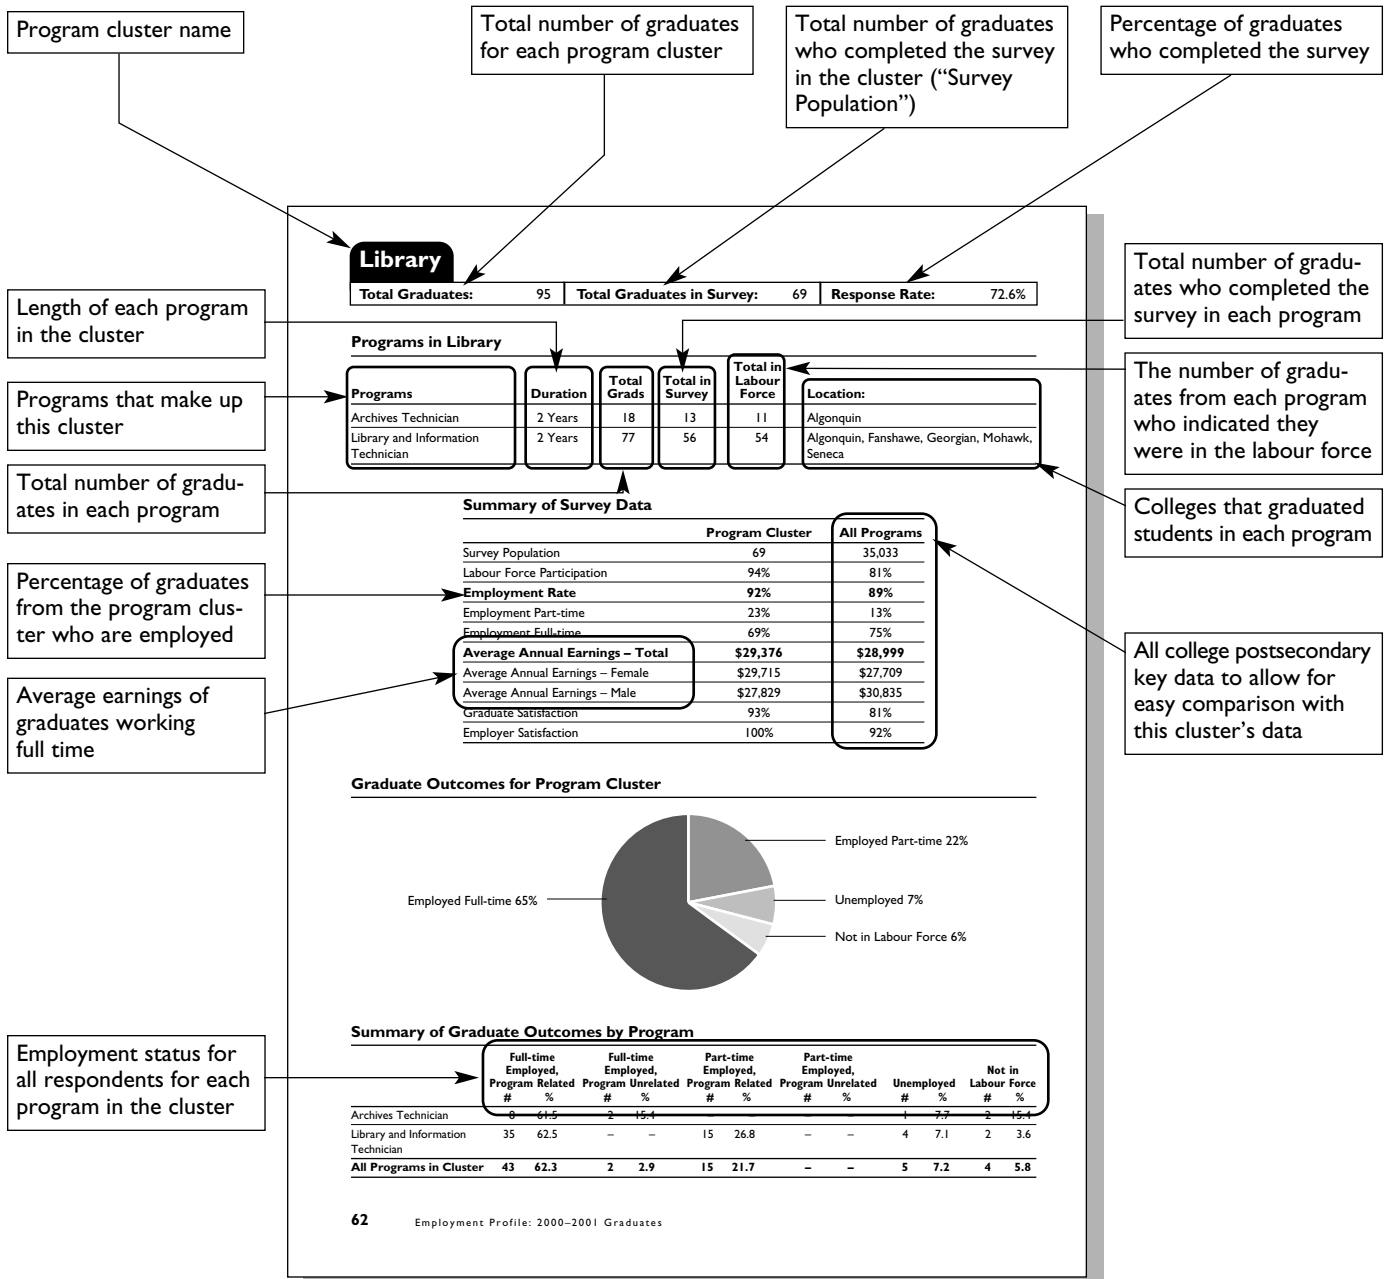 Program cluster name
Total number of graduates
for each program cluster
Total number of graduates
who completed the survey
in the cluster (“Survey
Population”)
Percentage of graduates
who completed the survey
Library
Total Graduates: 95 Total Graduates in Survey: 69 Response Rate: 72.6%
Total number of gradu-
ates who completed the
survey in each program
Length of each program
in the cluster
Programs in Library
Programs Duration Total Grads Total in Survey Total in Labour Force Location:
Archives Technician 2 Years 18 13 11 Algonquin
Library and Information 2 Years 77 56 54 Algonquin, Fanshawe, Georgian, Mohawk,
Technician Seneca
The number of gradu-
ates from each program
who indicated they
were in the labour force
Programs that make up
this cluster
Total number of gradu-
ates in each program
Colleges that graduated
students in each program
Summary of Survey Data
Program Cluster All Programs
Survey Population 69 35,033
Labour Force Participation 94% 81%
Employment Rate 92% 89%
Employment Part-time 23% 13%
Employment Full-time 69% 75%
Average Annual Earnings – Total $29,376 $28,999
Average Annual Earnings – Female $29,715 $27,709
Average Annual Earnings – Male $27,829 $30,835
Graduate Satisfaction 93% 81%
Employer Satisfaction 100% 92%
Percentage of graduates
from the program clus-
ter who are employed
Average earnings of
graduates working
full time
All college postsecondary
key data to allow for
easy comparison with
this cluster’s data
Graduate Outcomes for Program Cluster
Employed Part-time 22%
Employed Full-time 65%
Unemployed 7%
Not in Labour Force 6%
Summary of Graduate Outcomes by Program
Full-time Full-time Part-time Part-time
Employed, Employed, Employed, Employed, Not in
Program Related Program Unrelated Program Related Program Unrelated Unemployed Labour Force
# % # % # % # % # % # %
Archives Technician 8 61.5 2 15.4 – – – – 1 7.7 2 15.4
Library and Information 35 62.5 – – 15 26.8 – – 4 7.1 2 3.6
Technician
All Programs in Cluster 43 62.3 2 2.9 15 21.7 – – 5 7.2 4 5.8
Employment status for
all respondents for each
program in the cluster
62 Employment Profile: 2000–2001 Graduates